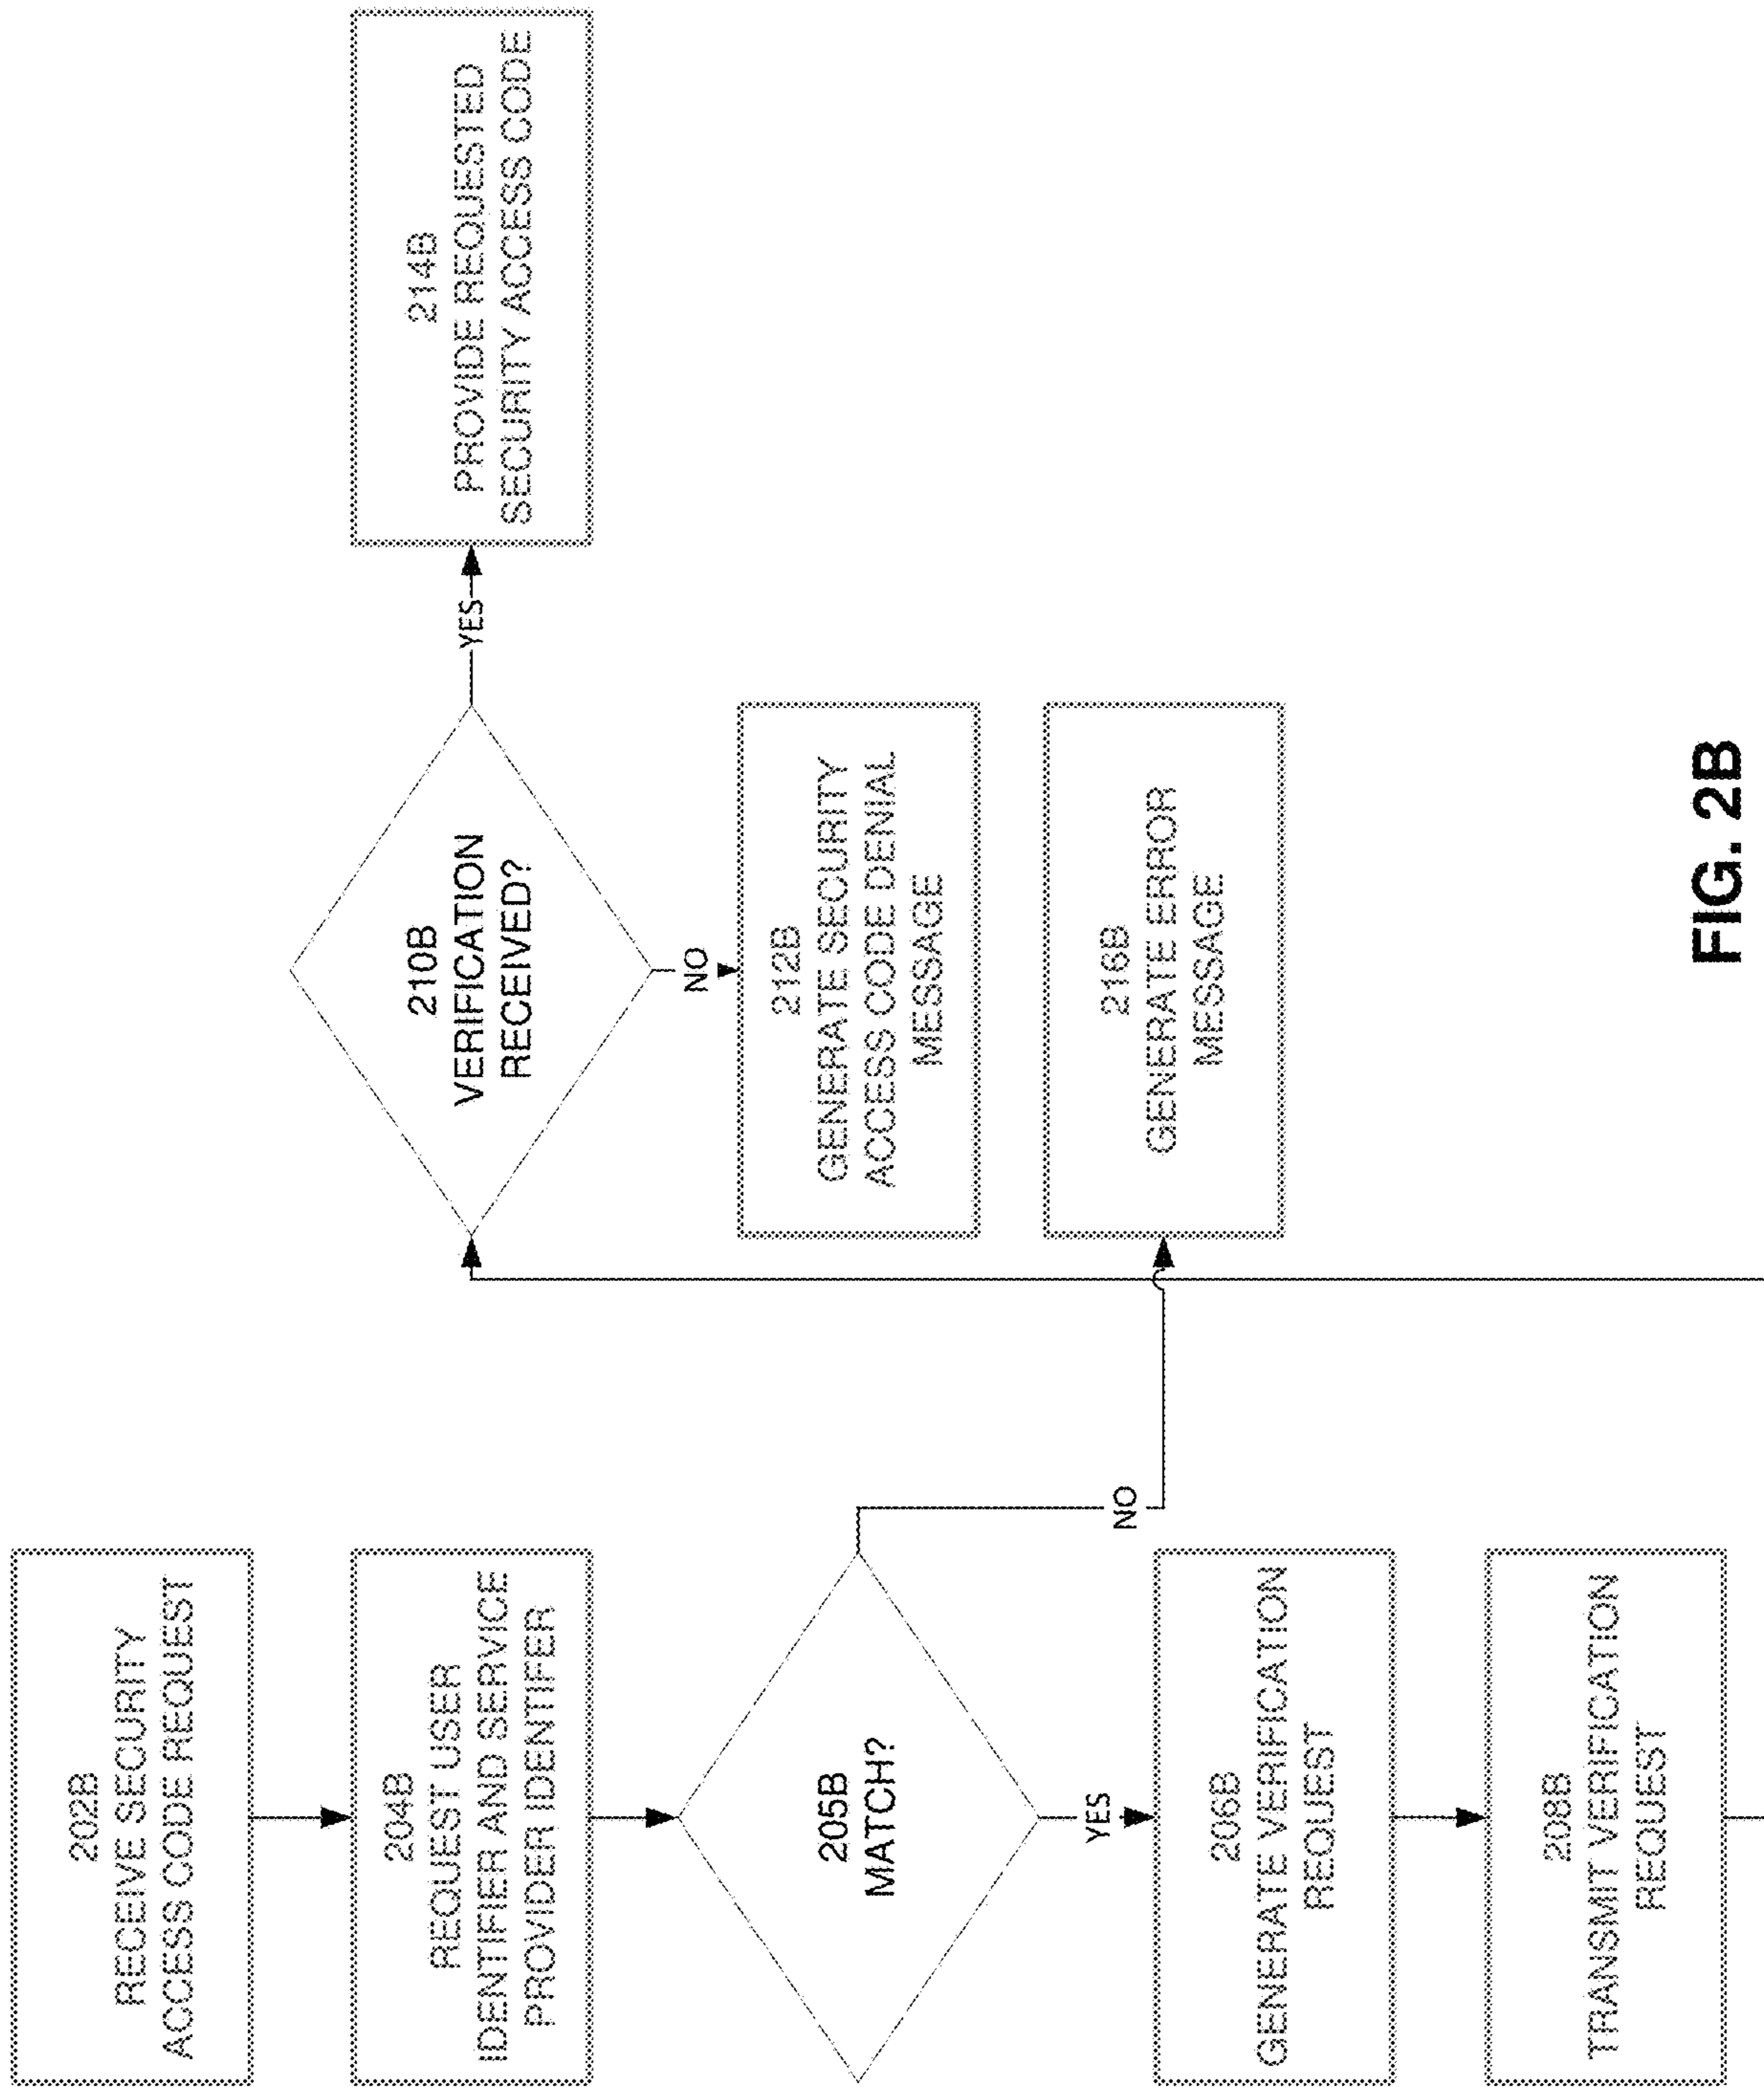 202B
RECEIVE SECURITY
ACCESS CODE REQUEST
204B
REQUEST USER
IDENTIFIER AND SERVICE
PROVIDER IDENTIFER
205B
MATCH?
YES
NO
206B
GENERATE VERIFICATION
REQUEST
208B
TRANSMIT VERIFICATION
REQUEST
210B
VERIFICATION
RECEIVED?
YES
NO
212B
GENERATE SECURITY
ACCESS CODE DENIAL
MESSAGE
214B
PROVIDE REQUESTED
SECURITY ACCESS CODE
216B
GENERATE ERROR
MESSAGE
FIG. 2B